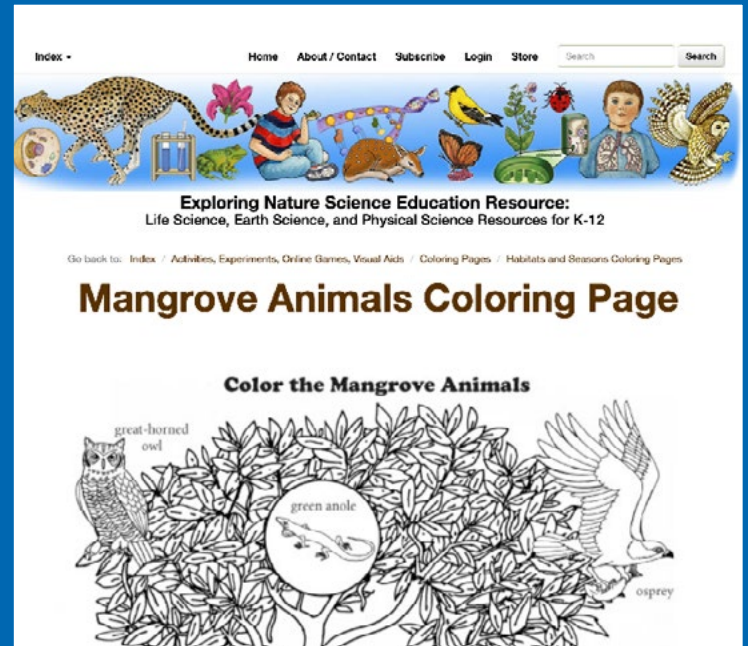 Index
Home About / Contact Subscribe Login Store Search Search
Exploring Nature Science Education Resource:
Life Science, Earth Science, and Physical Science Resources for K-12
Go back to: Index / Activities, Experiments, Online Games, Visual Aids / Coloring Pages / Habitats and Seasons Coloring Pages
Mangrove Animals Coloring Page
Color the Mangrove Animals
great-horned
owl
green anole
osprey